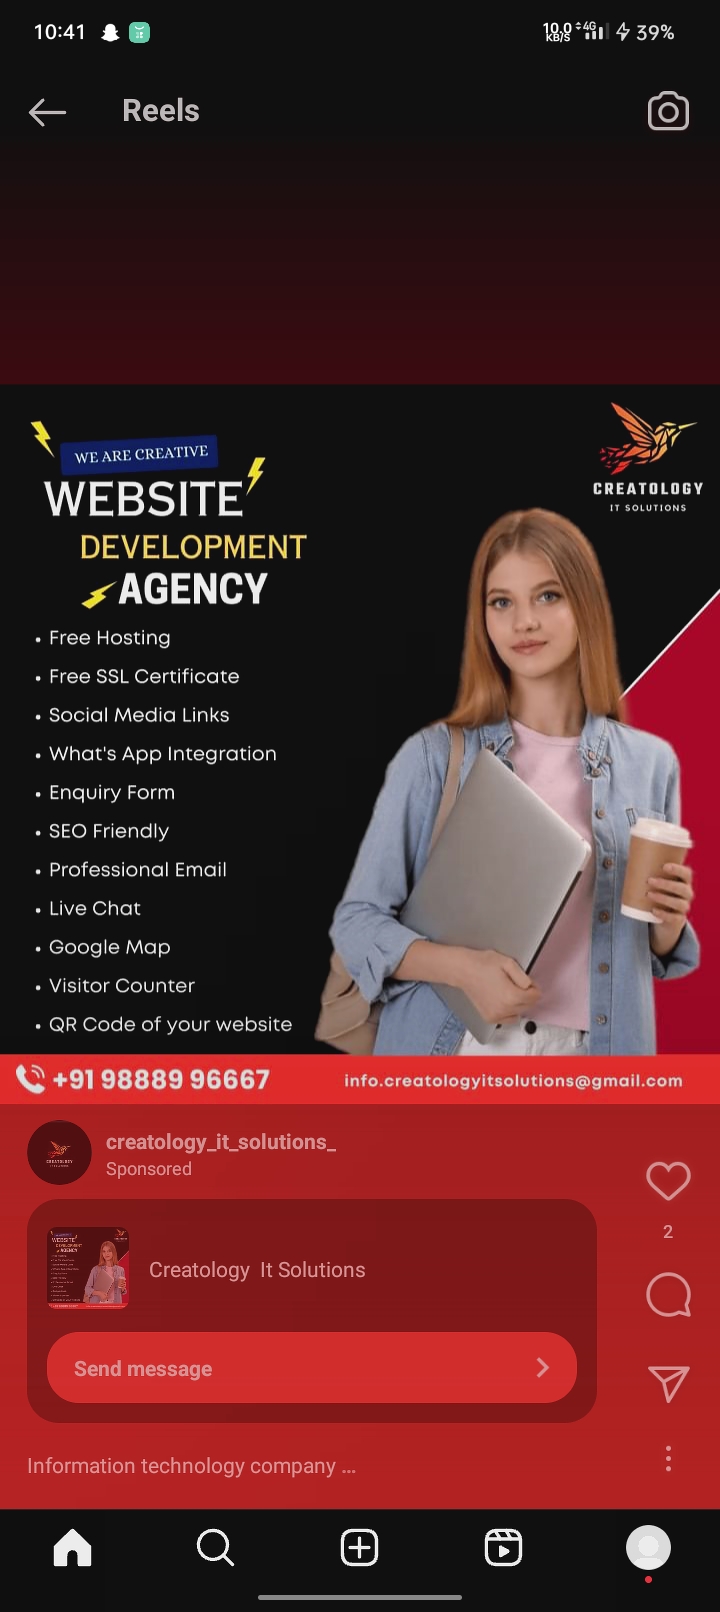 10:41
10.0
KB/S
4G
39%
Reels
WE ARE CREATIVE
WEBSITE
DEVELOPMENT
AGENCY
CREATOLOGY
IT SOLUTIONS
• Free Hosting
• Free SSL Certificate
• Social Media Links
• What's App Integration
• Enquiry Form
• SEO Friendly
• Professional Email
• Live Chat
• Google Map
• Visitor Counter
• QR Code of your website
+91 98889 96667
info.creatologyitsolutions@gmail.com
creatology_it_solutions_
Sponsored
2
Creatology It Solutions
Send message
Information technology company ...